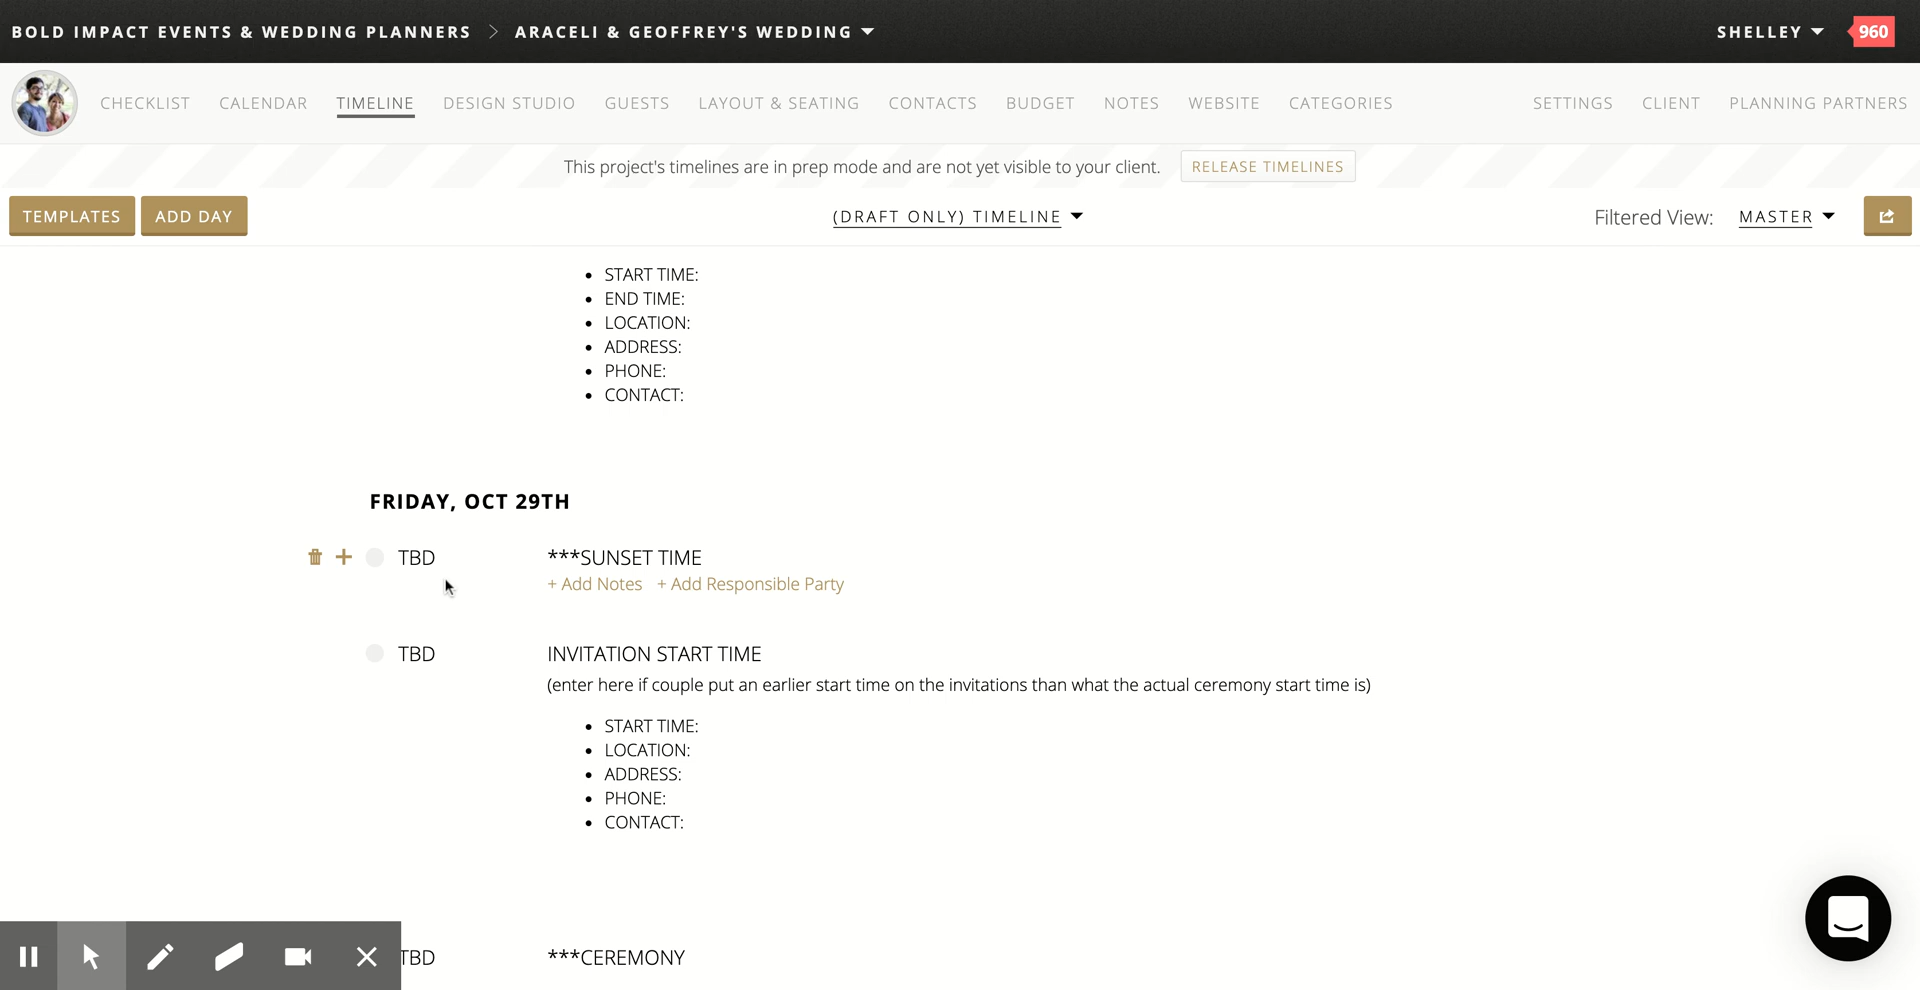 BOLD IMPACT EVENTS & WEDDING PLANNERS > ARACELI & GEOFFREY'S WEDDING SHELLEY 960
CHECKLIST CALENDAR TIMELINE DESIGN STUDIO GUESTS LAYOUT & SEATING CONTACTS BUDGET NOTES WEBSITE CATEGORIES SETTINGS CLIENT PLANNING PARTNERS
This project's timelines are in prep mode and are not yet visible to your client. RELEASE TIMELINES
TEMPLATES ADD DAY (DRAFT ONLY) TIMELINE Filtered View: MASTER
• START TIME:
• END TIME:
• LOCATION:
• ADDRESS:
• PHONE:
• CONTACT:
FRIDAY, OCT 29TH
TBD ***SUNSET TIME
+ Add Notes + Add Responsible Party
TBD INVITATION START TIME
(enter here if couple put an earlier start time on the invitations than what the actual ceremony start time is)
• START TIME:
• LOCATION:
• ADDRESS:
• PHONE:
• CONTACT:
TBD ***CEREMONY